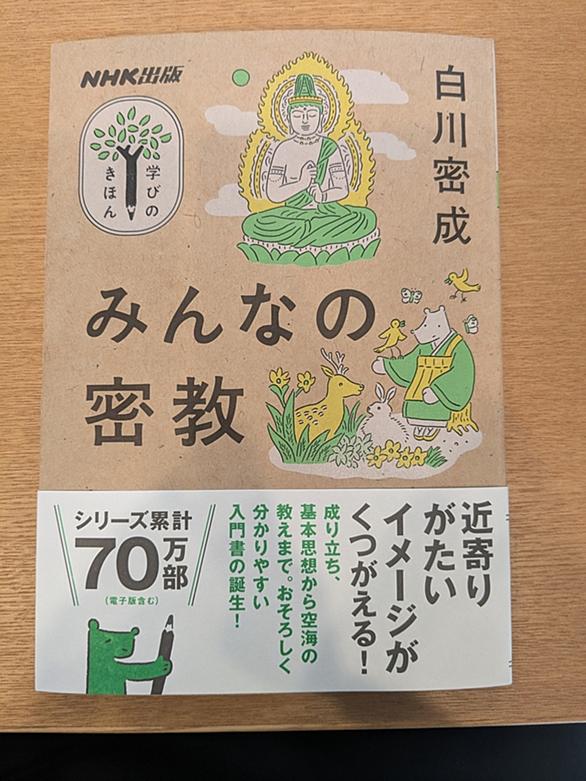 NHK出版
学びの
きほん
白川密成
みんなの
密教
近寄り
がたい
イメージが
くつがえる！
成り立ち、
基本思想から空海の
教えまで。おそろしく
分かりやすい
入門書の誕生！
シリーズ累計
70万部
（電子版含む）